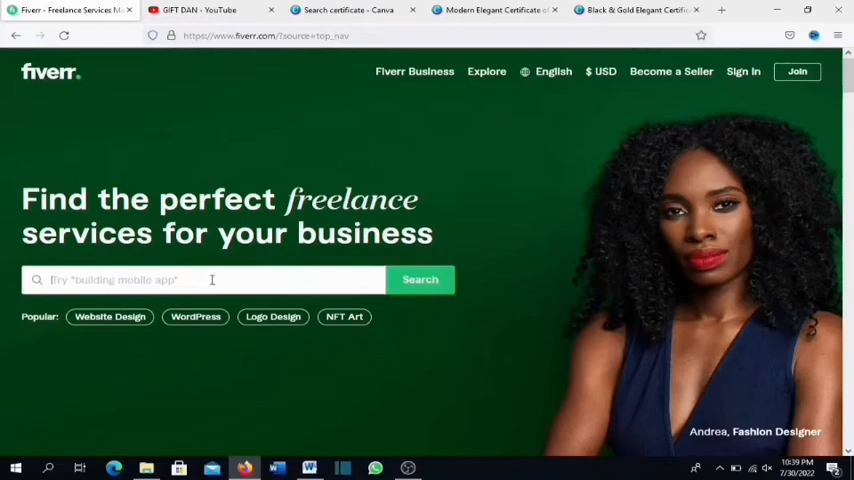 Fiverr - Freelance Services Ma
GIFT DAN - YouTube
Search certificate - Canva
Modern Elegant Certificate of
Black & Gold Elegant Certific
https://www.fiverr.com/?source=top_nav
fiverr.
Fiverr Business
Explore
English
$ USD
Become a Seller
Sign In
Join
Find the perfect freelance
services for your business
Try "building mobile app"
Search
Popular:
Website Design
WordPress
Logo Design
NFT Art
Andrea, Fashion Designer
10:39 PM
7/30/2022
2